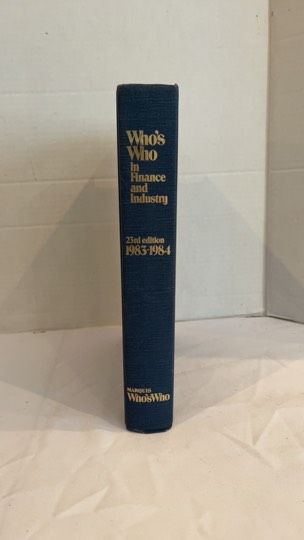 Who's
Who
In
Finance
and
Industry
23rd edition
1983-1984
MARQUIS
Who'sWho